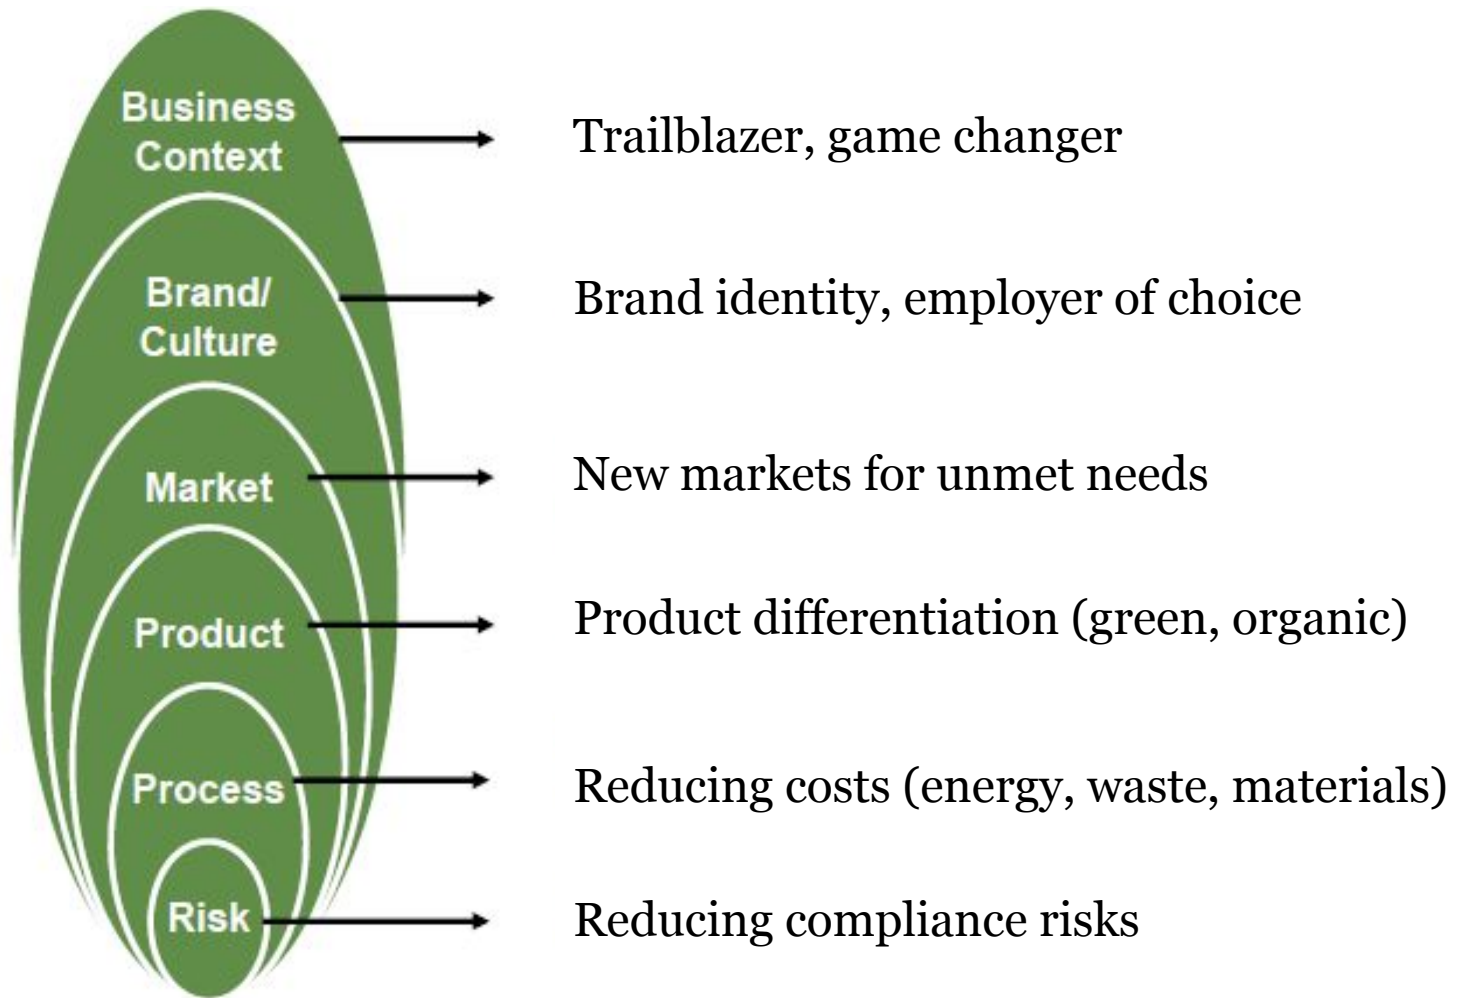 Business
Context
Trailblazer, game changer
Brand/
Culture
Brand identity, employer of choice
Market
New markets for unmet needs
Product
Product differentiation (green, organic)
Process
Reducing costs (energy, waste, materials)
Risk
Reducing compliance risks